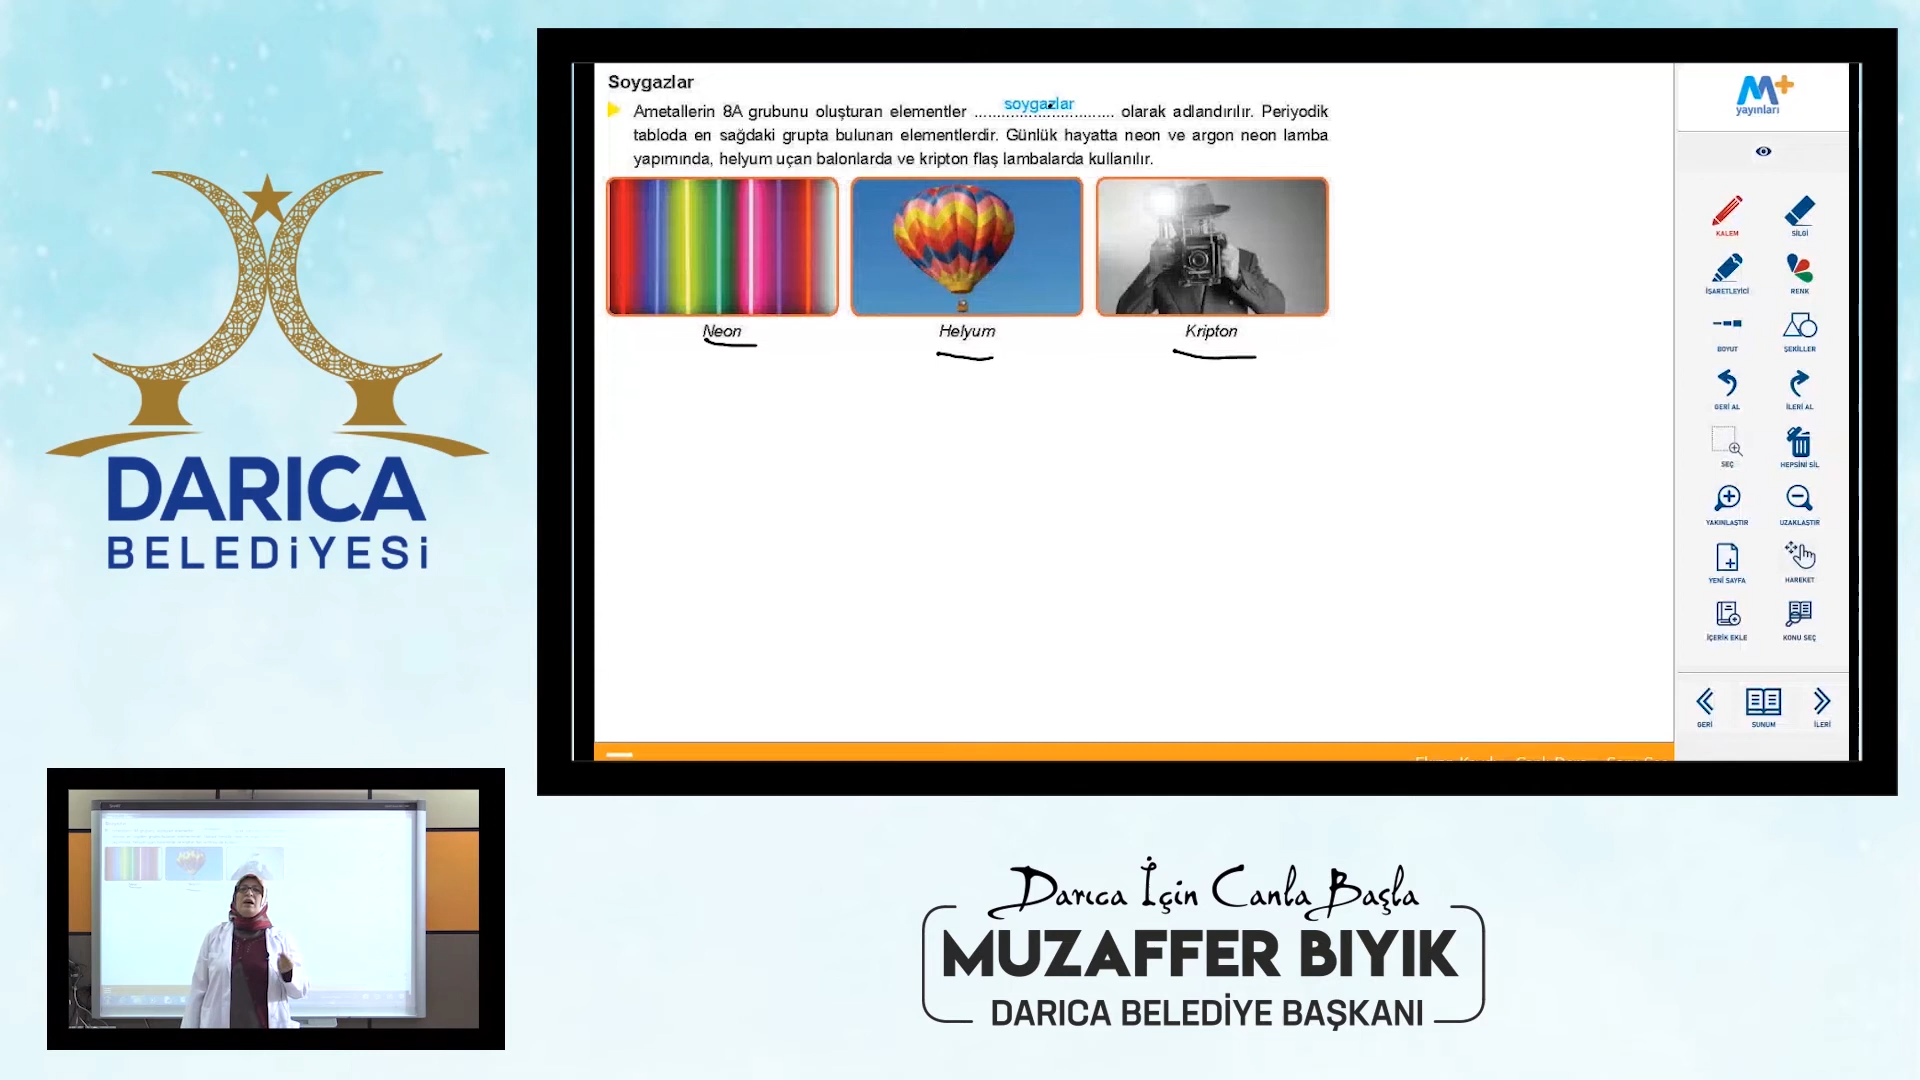 DARICA
BELEDİYESİ
Soygazlar
Ametallerin 8A grubunu oluşturan elementler soygazlar olarak adlandırılır. Periyodik
tabloda en sağdaki grupta bulunan elementlerdir. Günlük hayatta neon ve argon neon lamba
yapımında, helyum uçan balonlarda ve kripton flaş lambalarda kullanılır.
Neon
Helyum
Kripton
M+
yayınları
KALEM
SİLGİ
İŞARETLEYİCİ
RENK
BOYUT
ŞEKİLLER
GERİ AL
İLERİ AL
SEÇ
HEPSİNİ SİL
YAKINLAŞTIR
UZAKLAŞTIR
YENİ SAYFA
HAREKET
İÇERİK EKLE
KONU SEÇ
GERİ
SUNUM
İLERİ
Darıca İçin Canla Başla
MUZAFFER BIYIK
DARICA BELEDİYE BAŞKANI